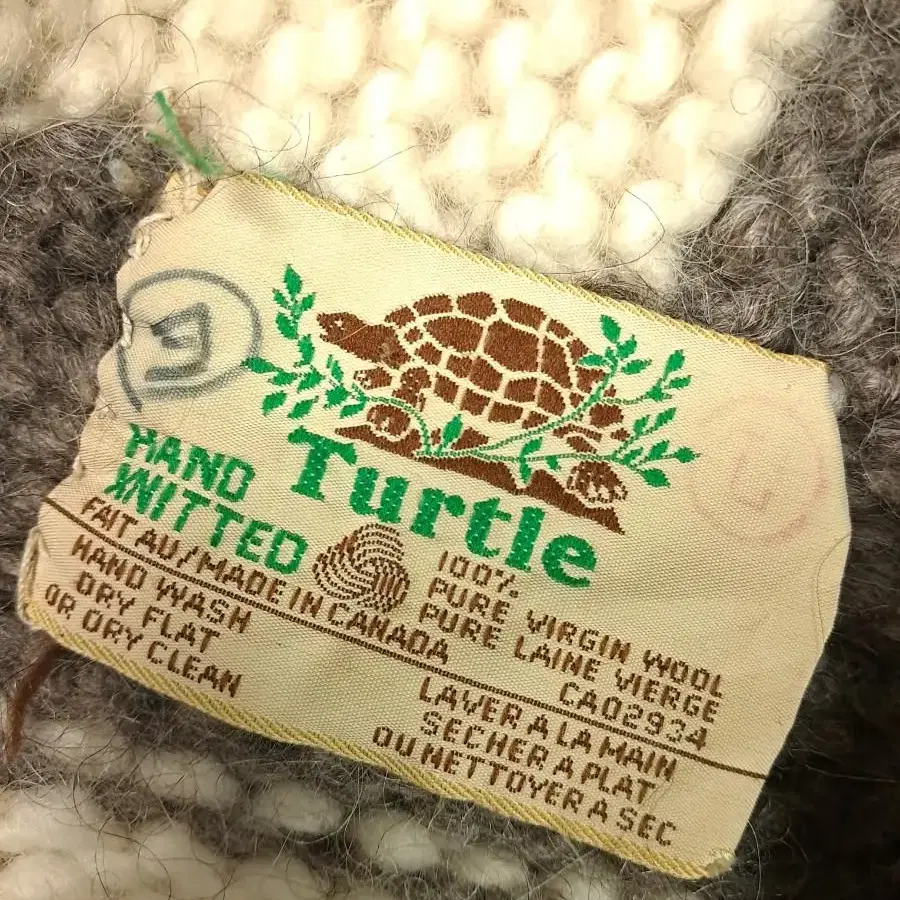 HAND
KNITTED
Turtle
100%
PURE VIRGIN WOOL
PURE LAINE VIERGE
FAIT AU/MADE IN CANADA
CA02934
HAND WASH
DRY FLAT
OR DRY CLEAN
LAVER A LA MAIN
SECHER A PLAT
OU NETTOYER A SEC